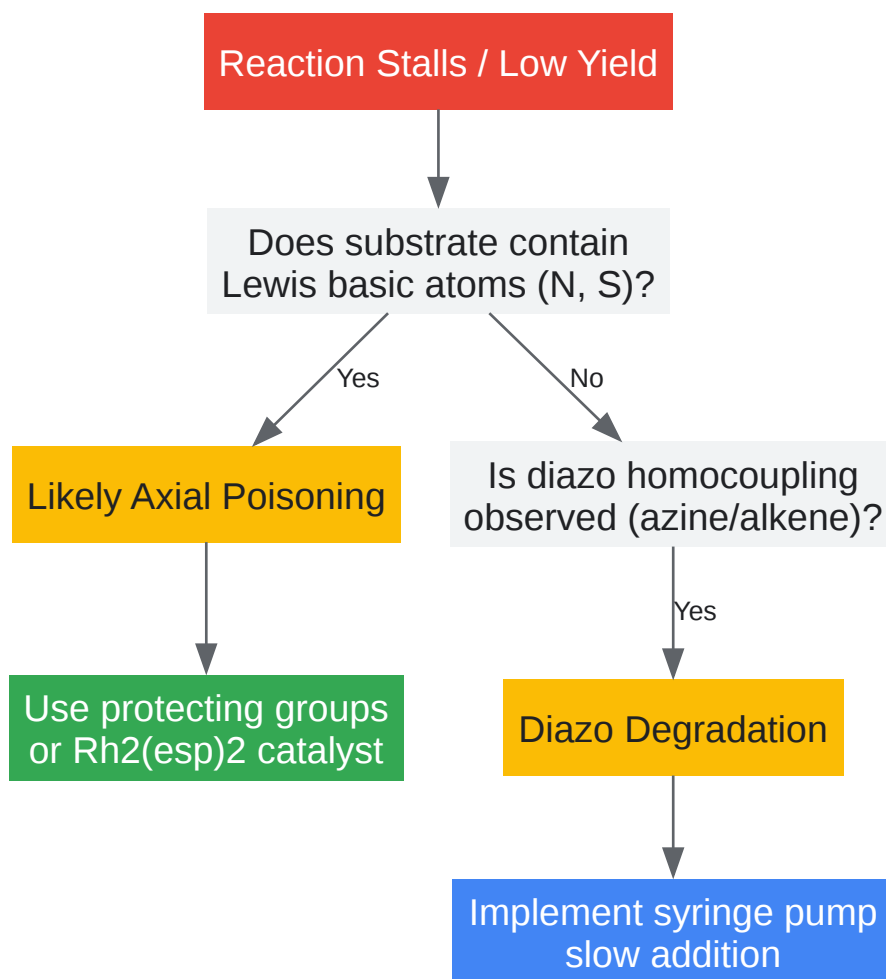 Reaction Stalls / Low Yield
Does substrate contain
Lewis basic atoms (N, S)?
Yes
No
Likely Axial Poisoning
Is diazo homocoupling
observed (azine/alkene)?
Yes
Use protecting groups
or Rh2(esp)2 catalyst
Diazo Degradation
Implement syringe pump
slow addition